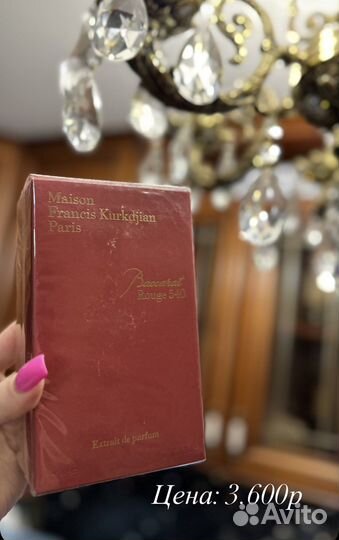 Maison
Francis Kurkdjian
Paris
Baccarat
Rouge 540
Extrait de parfum
Цена: 3.600р
Avito